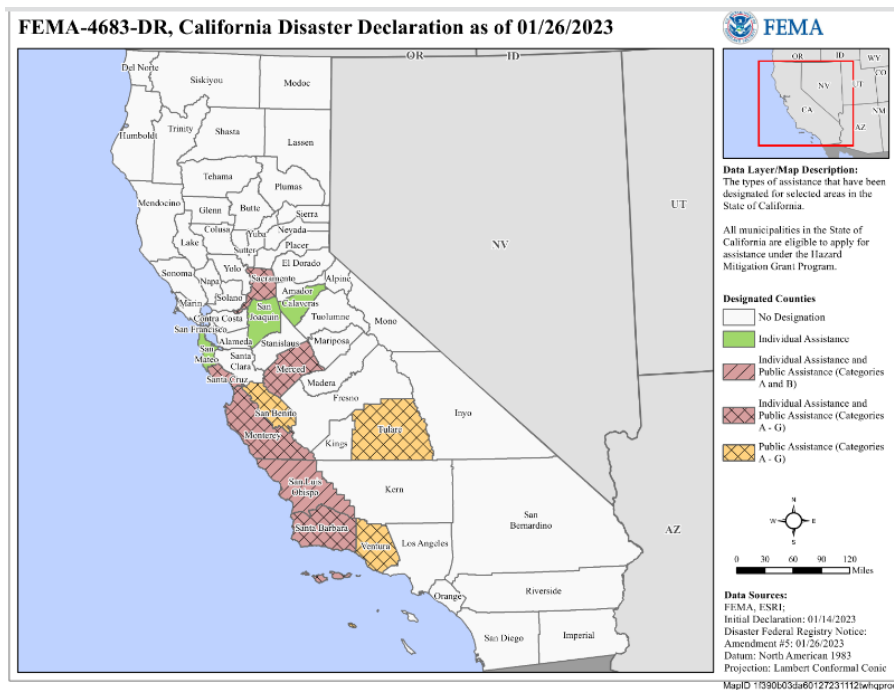 FEMA-4683-DR, California Disaster Declaration as of 01/26/2023
FEMA
OR
ID
Del Norte
Siskiyou
Modoc
Humboldt
Trinity
Shasta
Lassen
Tehama
Plumas
Mendocino
Glenn
Butte
Sierra
Colusa
Yuba
Nevada
Lake
Sutter
Placer
Sonoma
Yolo
El Dorado
Napa
Sacramento
Alpine
Marin
Solano
Amador
Calaveras
Contra Costa
San Joaquin
Tuolumne
Mono
San Francisco
Alameda
Stanislaus
Mariposa
San Mateo
Santa Clara
Merced
Santa Cruz
Madera
Fresno
San Benito
Inyo
Monterey
Kings
Tulare
San Luis
Obispo
Kern
San
Bernardino
Santa Barbara
Ventura
Los Angeles
Orange
Riverside
San Diego
Imperial
NV
UT
AZ
OR
ID
WY
NV
UT
CO
CA
AZ
NM
Data Layer/Map Description:
The types of assistance that have been
designated for selected areas in the
State of California.
All municipalities in the State of
California are eligible to apply for
assistance under the Hazard
Mitigation Grant Program.
Designated Counties
No Designation
Individual Assistance
Individual Assistance and
Public Assistance (Categories
A and B)
Individual Assistance and
Public Assistance (Categories
A - G)
Public Assistance (Categories
A - G)
N
W
E
S
0 30 60 90 120
Miles
Data Sources:
FEMA, ESRI;
Initial Declaration: 01/14/2023
Disaster Federal Registry Notice:
Amendment #5: 01/26/2023
Datum: North American 1983
Projection: Lambert Conformal Conic